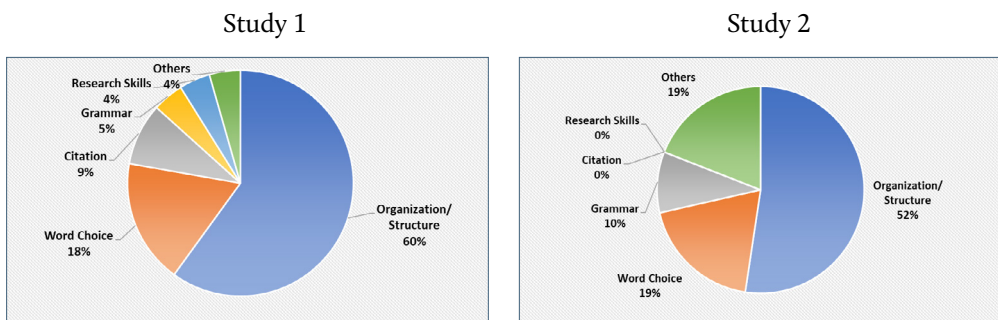 Study 1
Study 2
Others
4%
Research Skills
4%
Grammar
5%
Citation
9%
Word Choice
18%
Organization/
Structure
60%
Others
19%
Research Skills
0%
Citation
0%
Grammar
10%
Word Choice
19%
Organization/
Structure
52%